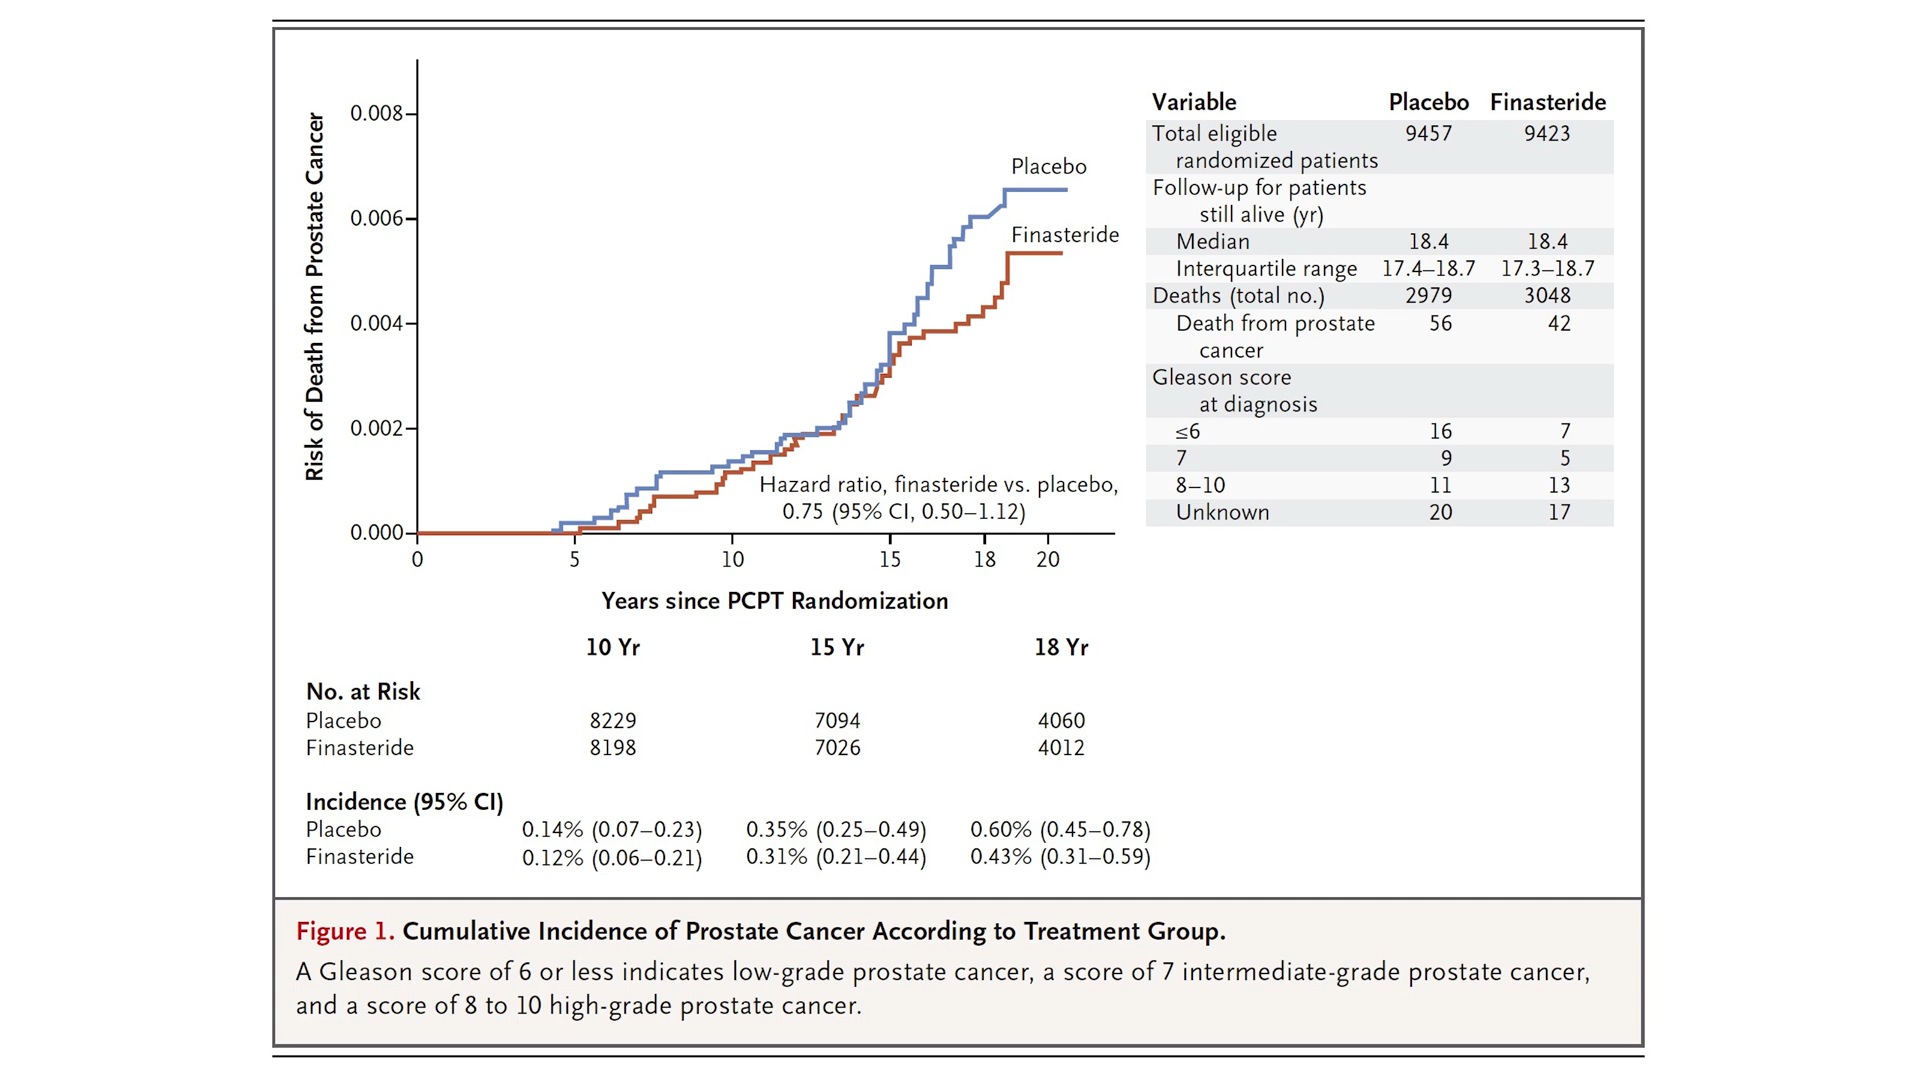 Risk of Death from Prostate Cancer
0.008
0.006
0.004
0.002
0.000
Placebo
Finasteride
Hazard ratio, finasteride vs. placebo,
0.75 (95% CI, 0.50–1.12)
0 5 10 15 18 20
Years since PCPT Randomization
Variable Placebo Finasteride
Total eligible 9457 9423
randomized patients
Follow-up for patients
still alive (yr)
Median 18.4 18.4
Interquartile range 17.4–18.7 17.3–18.7
Deaths (total no.) 2979 3048
Death from prostate 56 42
cancer
Gleason score
at diagnosis
≤6 16 7
7 9 5
8–10 11 13
Unknown 20 17
10 Yr 15 Yr 18 Yr
No. at Risk
Placebo 8229 7094 4060
Finasteride 8198 7026 4012
Incidence (95% CI)
Placebo 0.14% (0.07–0.23) 0.35% (0.25–0.49) 0.60% (0.45–0.78)
Finasteride 0.12% (0.06–0.21) 0.31% (0.21–0.44) 0.43% (0.31–0.59)
Figure 1. Cumulative Incidence of Prostate Cancer According to Treatment Group.
A Gleason score of 6 or less indicates low-grade prostate cancer, a score of 7 intermediate-grade prostate cancer,
and a score of 8 to 10 high-grade prostate cancer.